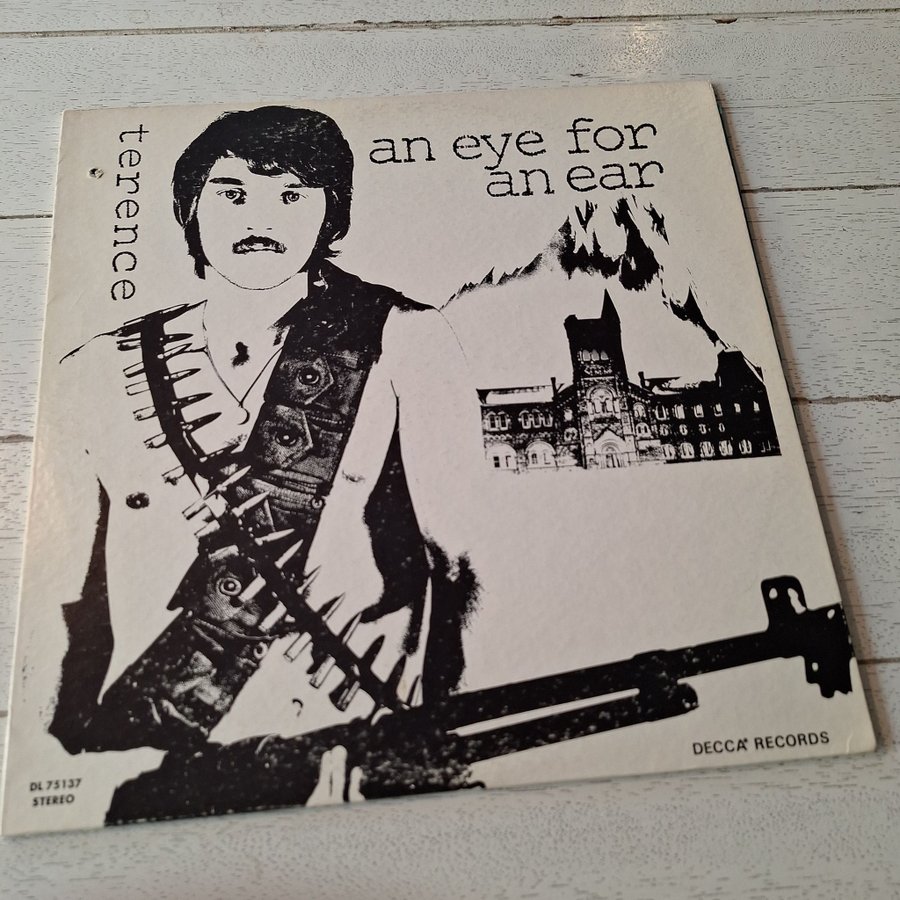 terence
an eye for
an ear
DECCA® RECORDS
DL 75137
STEREO